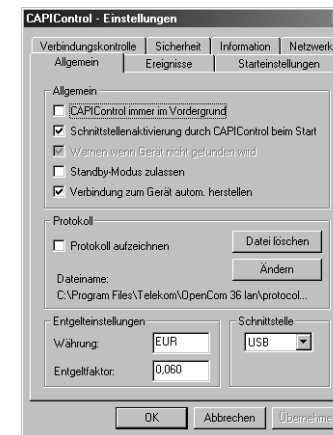 CAPIControl - Einstellungen
Verbindungskontrolle Sicherheit Information Netzwerk
Allgemein Ereignisse Starteinstellungen
Allgemein
CAPIControl immer im Vordergrund
Schnittstellenaktivierung durch CAPIControl beim Start
Warnen wenn Gerät nicht gefunden wird
Standby-Modus zulassen
Verbindung zum Gerät autom. herstellen
Protokoll
Protokoll aufzeichnen Datei löschen
Ändern
Dateiname:
C:\Program Files\Telekom\OpenCom 36 lan\protocol...
Entgelteinstellungen Schnittstelle
Währung: EUR USB
Entgeltfaktor: 0,060
OK Abbrechen Übernehme